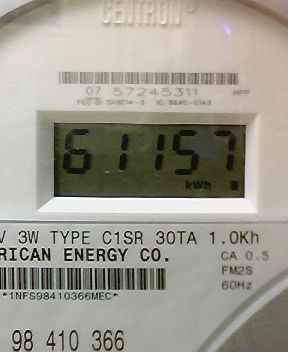 CENTRON®
07 57245311 HPP
61157
kWh
V 3W TYPE C1SR 30TA 1.0Kh
RICAN ENERGY CO. CA 0.5
FM2S
60Hz
*1NFS98410366MEC*
98 410 366